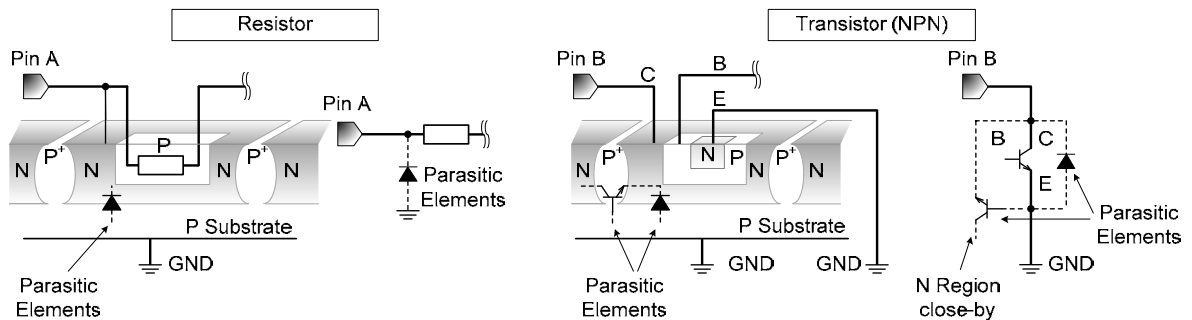 Resistor
Transistor (NPN)
Pin A
Pin A
N
P+
N
P
P+
N
N
Parasitic
Elements
P Substrate
GND
Parasitic
Elements
Pin B
C
B
E
N
P+
N
N
P
P+
N
N
P Substrate
GND
GND
Parasitic
Elements
Pin B
B
C
E
Parasitic
Elements
GND
N Region
close-by